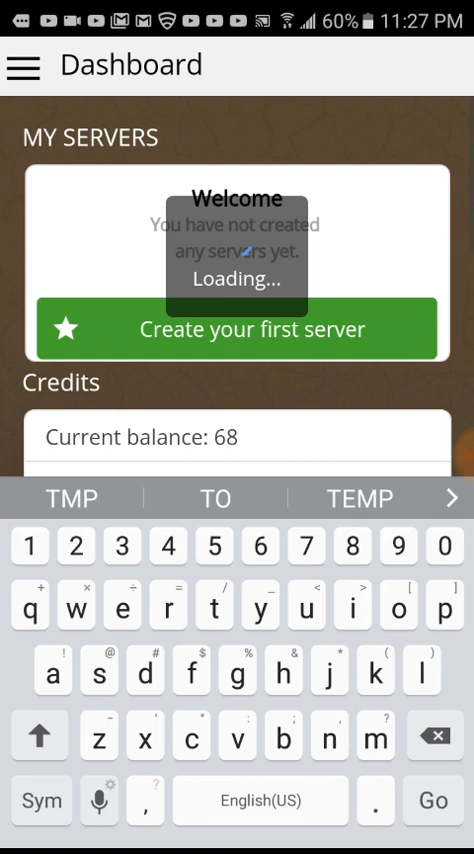 60% 11:27 PM
Dashboard
MY SERVERS
Welcome
You have not created
any servers yet.
Loading...
Create your first server
Credits
Current balance: 68
TMP TO TEMP
1 2 3 4 5 6 7 8 9 0
+ × ÷ = / _ < > [ ]
q w e r t y u i o p
! @ # $ % ^ & * ( )
a s d f g h j k l
- ' " : ; , ?
z x c v b n m
Sym , ? English(US) . Go